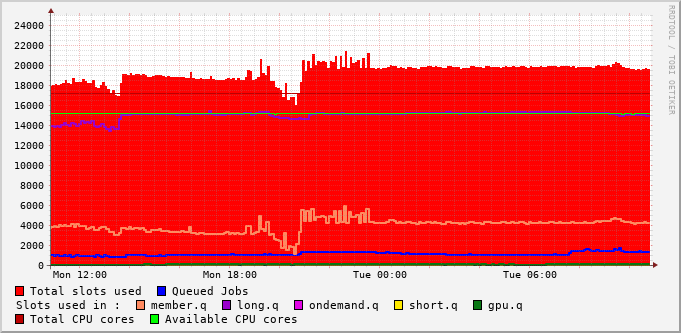 24000
22000
20000
18000
16000
14000
12000
10000
8000
6000
4000
2000
0
Mon 12:00 Mon 18:00 Tue 00:00 Tue 06:00
Total slots used Queued Jobs
Slots used in : member.q long.q ondemand.q short.q gpu.q
Total CPU cores Available CPU cores
RRDTOOL / TOBI OETIKER